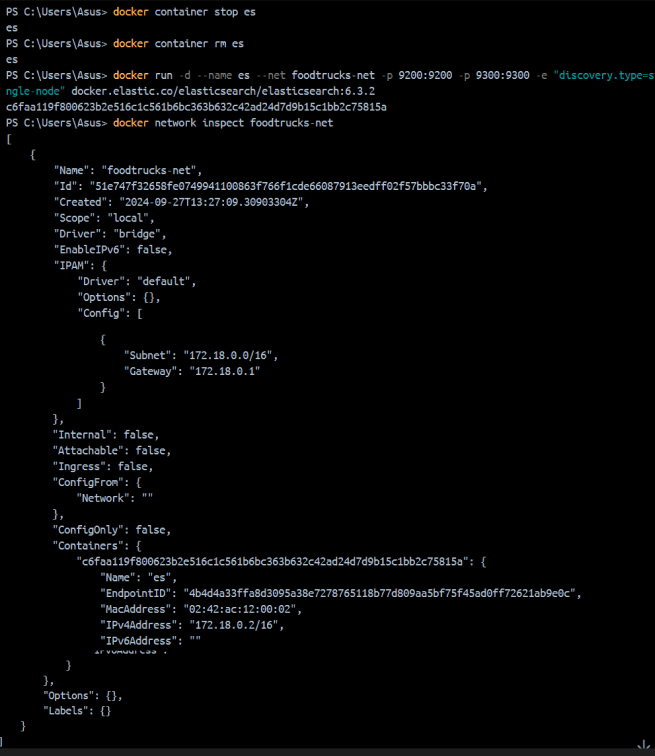 PS C:\Users\Asus> docker container stop es
es
PS C:\Users\Asus> docker container rm es
es
PS C:\Users\Asus> docker run -d --name es --net foodtrucks-net -p 9200:9200 -p 9300:9300 -e "discovery.type=s
ngle-node" docker.elastic.co/elasticsearch/elasticsearch:6.3.2
c6faa119f800623b2e516c1c561b6bc363b632c42ad24d7d9b15c1bb2c75815a
PS C:\Users\Asus> docker network inspect foodtrucks-net
[
{
"Name": "foodtrucks-net",
"Id": "51e747f32658fe0749941100863f766f1cde66087913eedff02f57bbbc33f70a",
"Created": "2024-09-27T13:27:09.30903304Z",
"Scope": "local",
"Driver": "bridge",
"EnableIPv6": false,
"IPAM": {
"Driver": "default",
"Options": {},
"Config": [
{
"Subnet": "172.18.0.0/16",
"Gateway": "172.18.0.1"
}
]
},
"Internal": false,
"Attachable": false,
"Ingress": false,
"ConfigFrom": {
"Network": ""
},
"ConfigOnly": false,
"Containers": {
"c6faa119f800623b2e516c1c561b6bc363b632c42ad24d7d9b15c1bb2c75815a": {
"Name": "es",
"EndpointID": "4b4d4a33ffa8d3095a38e7278765118b77d809aa5bf75f45ad0ff72621ab9e0c",
"MacAddress": "02:42:ac:12:00:02",
"IPv4Address": "172.18.0.2/16",
"IPv6Address": ""
}
},
"Options": {},
"Labels": {}
}
]